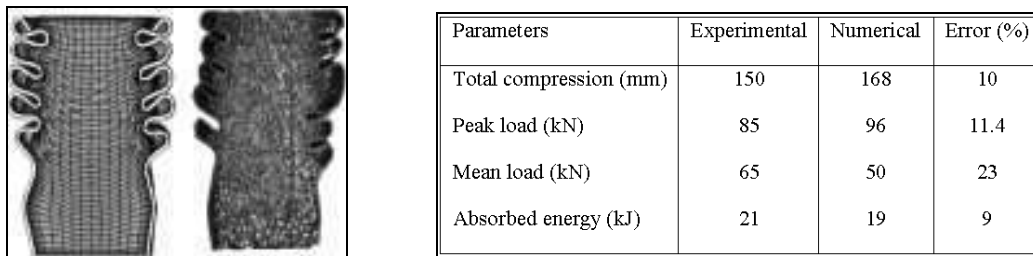 Parameters Experimental Numerical Error (%)
Total compression (mm) 150 168 10
Peak load (kN) 85 96 11.4
Mean load (kN) 65 50 23
Absorbed energy (kJ) 21 19 9